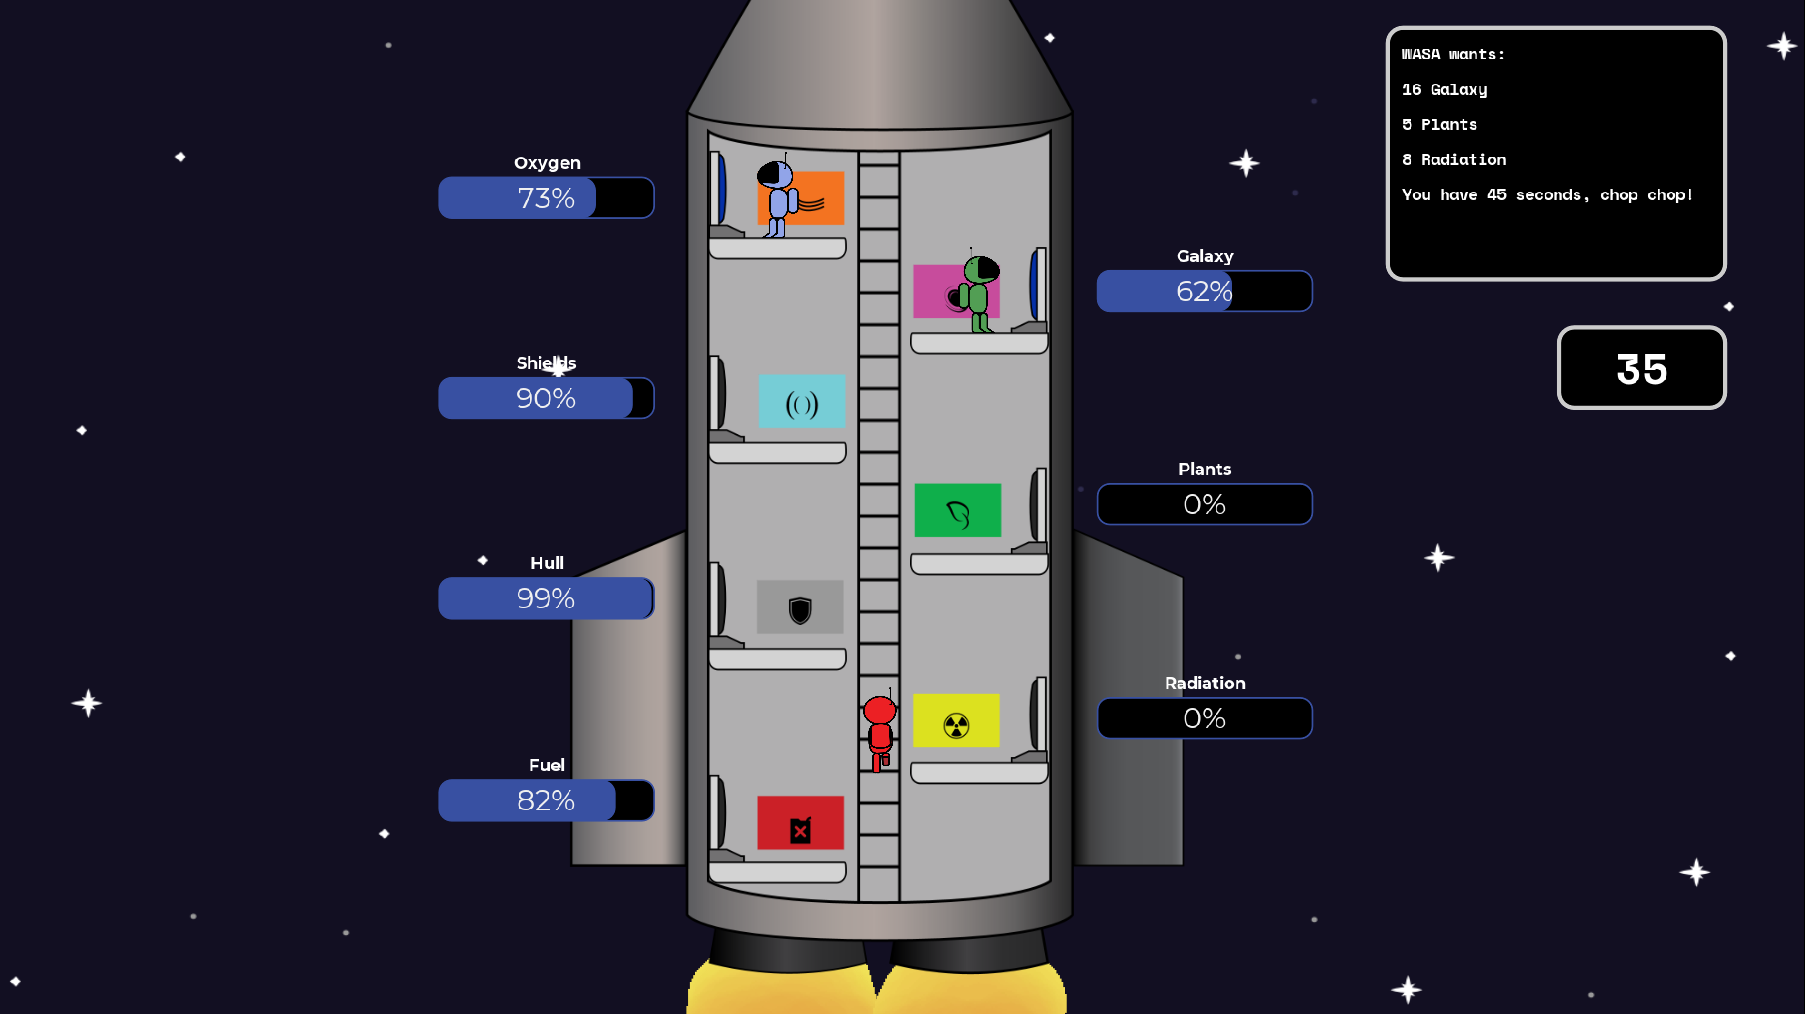 WASA wants:
16 Galaxy
5 Plants
8 Radiation
You have 45 seconds, chop chop!
35
Oxygen
73%
Galaxy
62%
Shields
90%
Plants
0%
Hull
99%
Radiation
0%
Fuel
82%